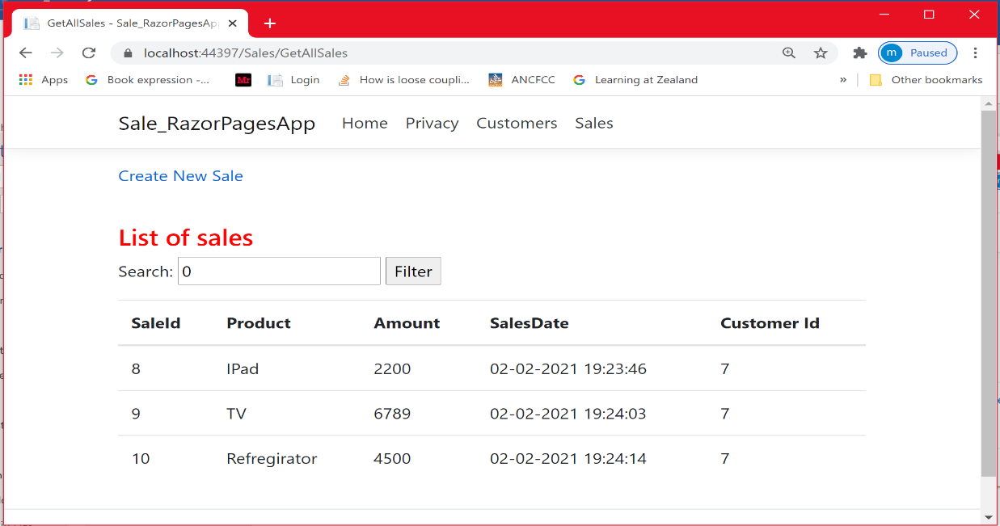 GetAllSales - Sale_RazorPagesAp
localhost:44397/Sales/GetAllSales
m Paused
Apps Book expression -... Mr Login How is loose coupli... ANCFCC Learning at Zealand » Other bookmarks
Sale_RazorPagesApp Home Privacy Customers Sales
Create New Sale
List of sales
Search: 0 Filter
SaleId Product Amount SalesDate Customer Id
8 IPad 2200 02-02-2021 19:23:46 7
9 TV 6789 02-02-2021 19:24:03 7
10 Refregirator 4500 02-02-2021 19:24:14 7